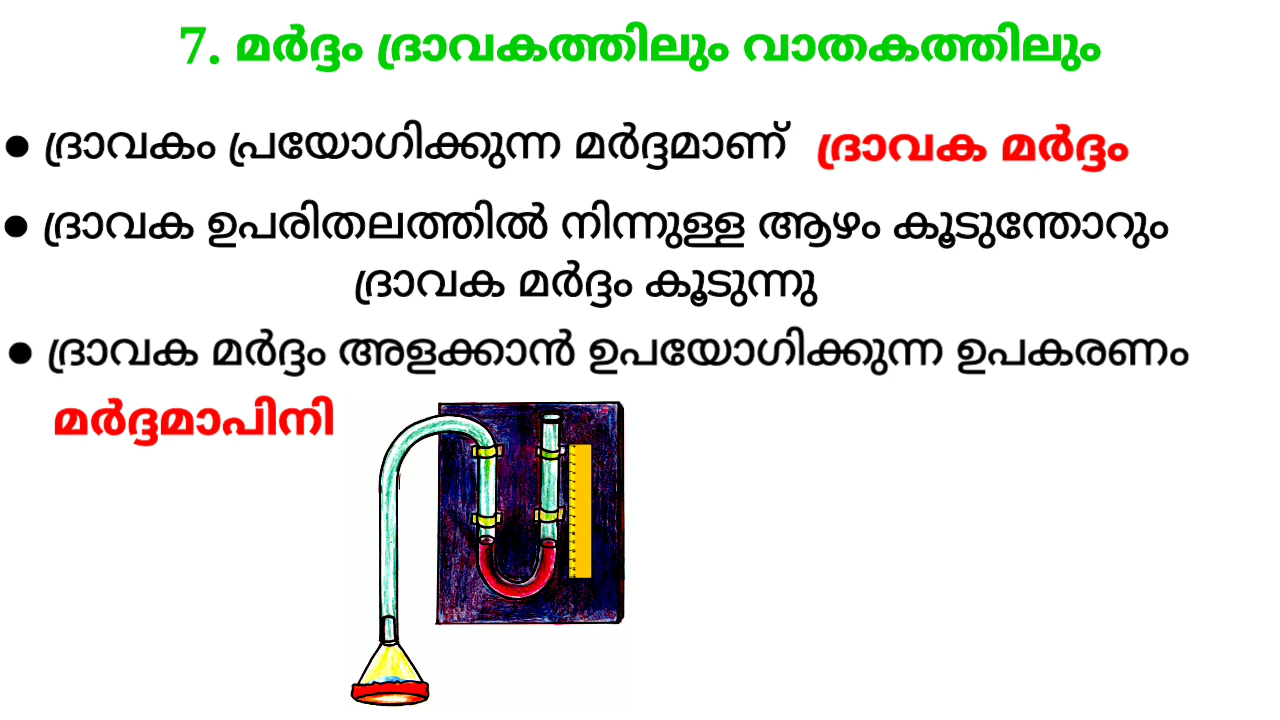 7. മർദ്ദം ദ്രാവകത്തിലും വാതകത്തിലും
● ദ്രാവകം പ്രയോഗിക്കുന്ന മർദ്ദമാണ് ദ്രാവക മർദ്ദം
● ദ്രാവക ഉപരിതലത്തിൽ നിന്നുള്ള ആഴം കൂടുന്തോറും
ദ്രാവക മർദ്ദം കൂടുന്നു
● ദ്രാവക മർദ്ദം അളക്കാൻ ഉപയോഗിക്കുന്ന ഉപകരണം
മർദ്ദമാപിനി